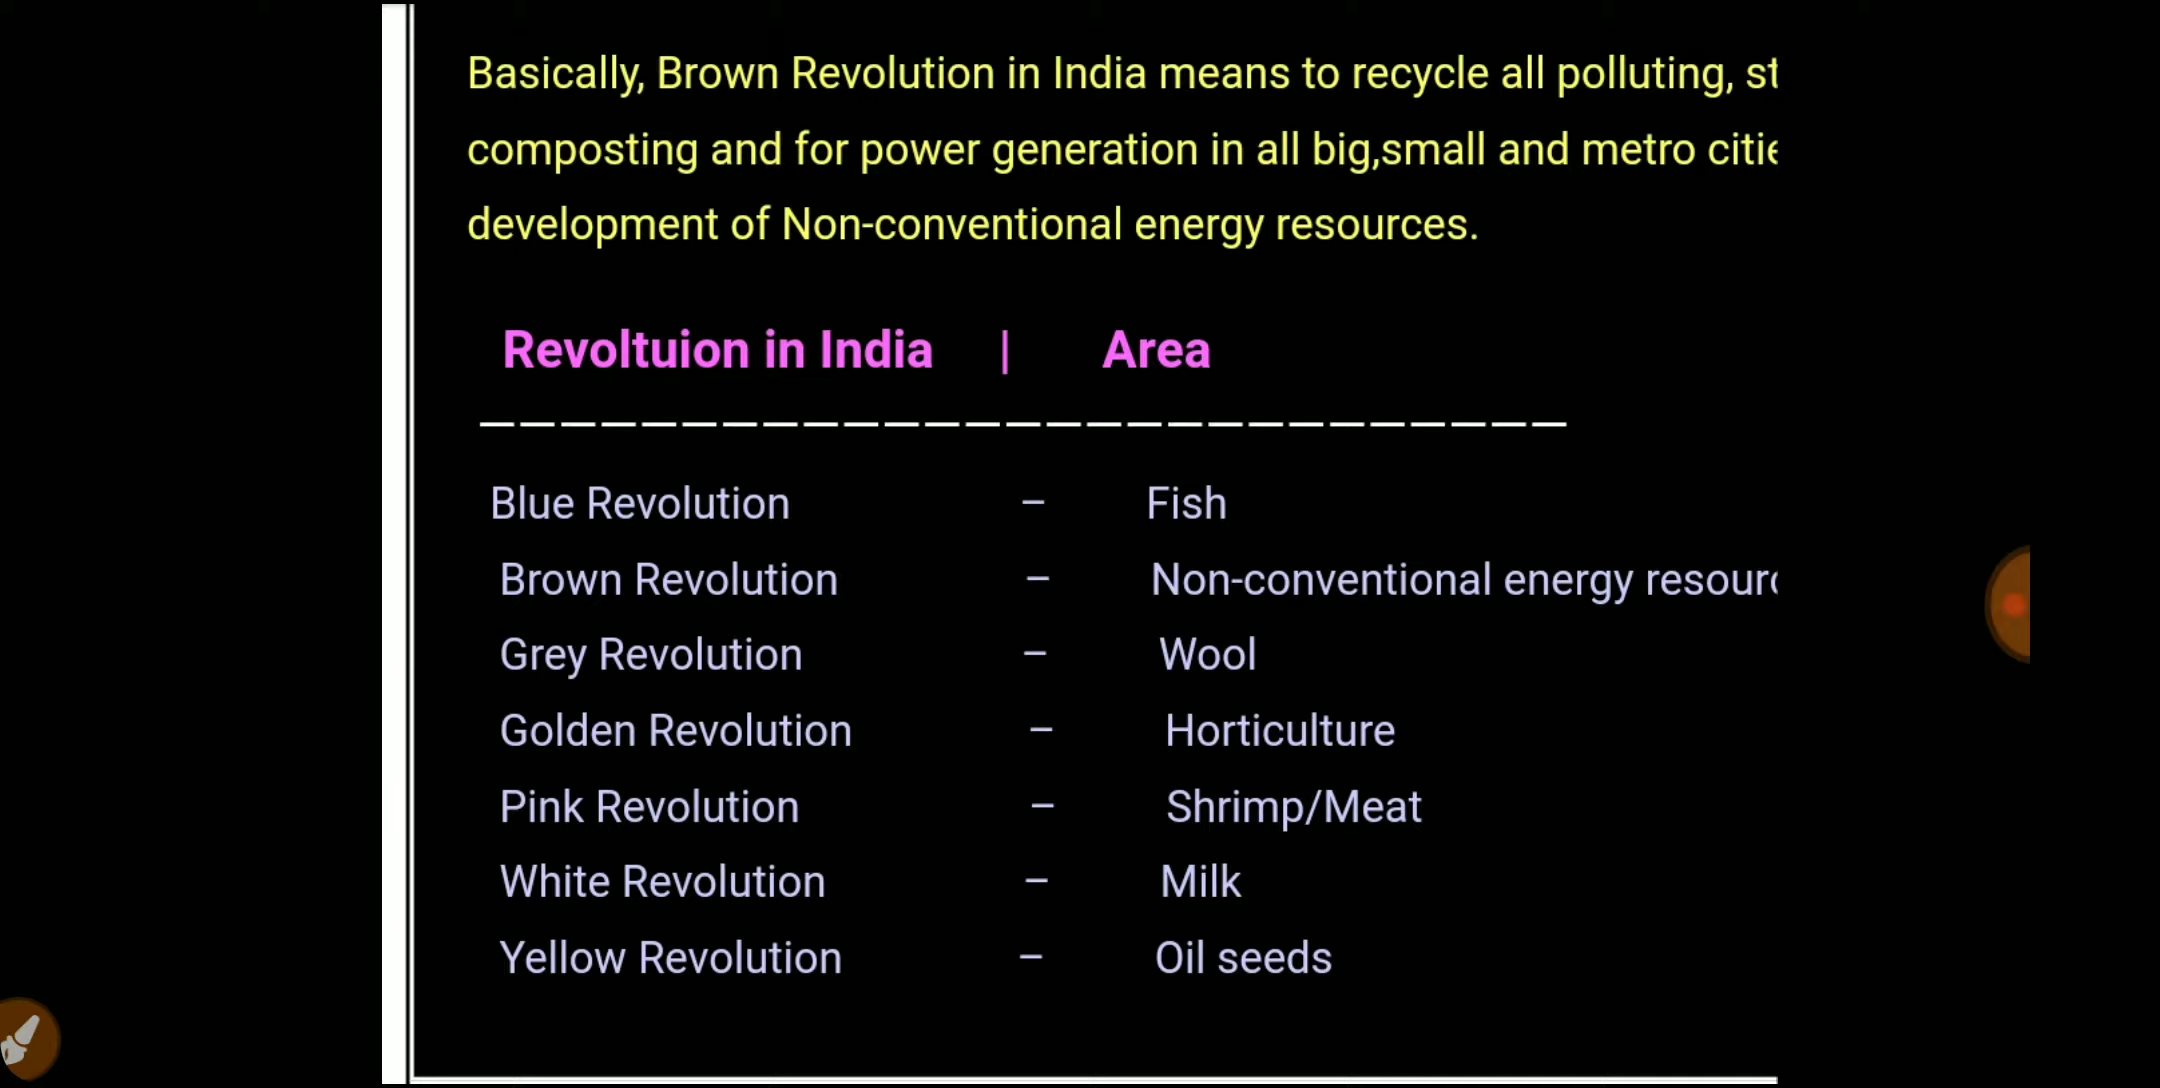 Basically, Brown Revolution in India means to recycle all polluting, st
composting and for power generation in all big,small and metro citie
development of Non-conventional energy resources.
Revoltuion in India | Area
— — — — — — — — — — — — — — — — — — — — — — — — — — —
Blue Revolution – Fish
Brown Revolution – Non-conventional energy resourc
Grey Revolution – Wool
Golden Revolution – Horticulture
Pink Revolution – Shrimp/Meat
White Revolution – Milk
Yellow Revolution – Oil seeds